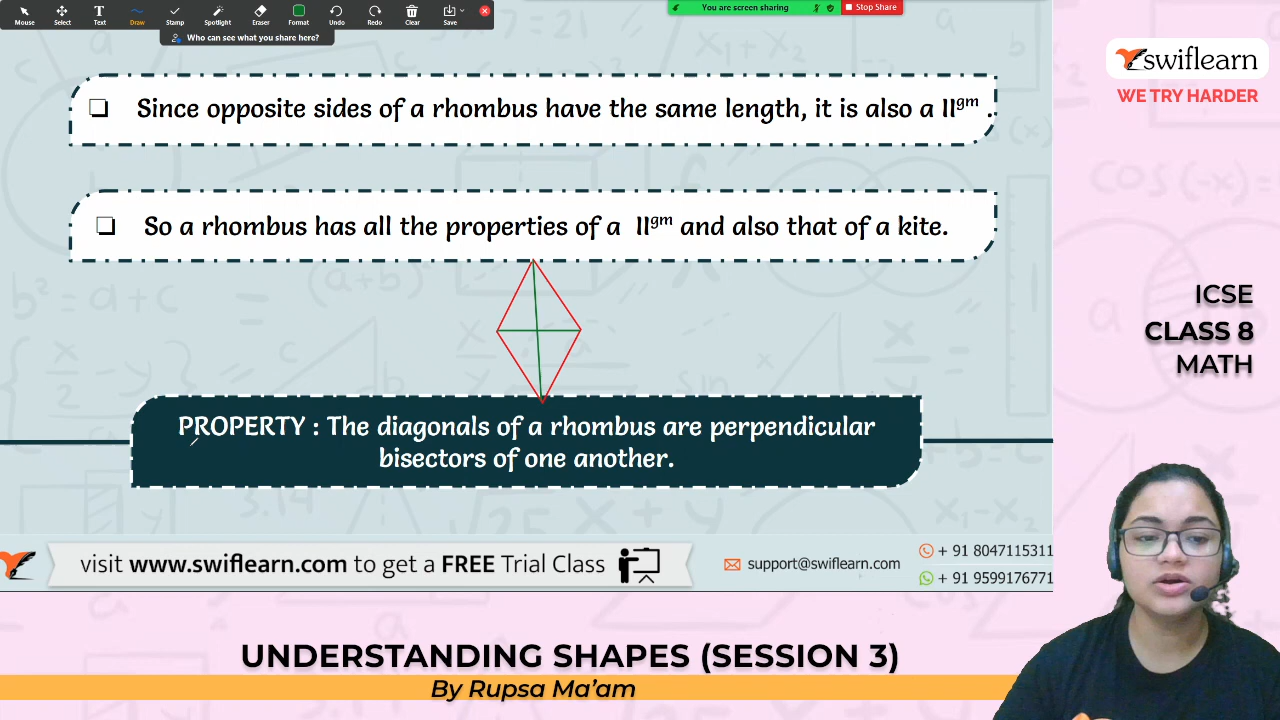 Mouse Select Text Draw Stamp Spotlight Eraser Format Undo Redo Clear Save
Who can see what you share here?
You are screen sharing Stop Share
swiflearn
WE TRY HARDER
❑ Since opposite sides of a rhombus have the same length, it is also a II^gm .
❑ So a rhombus has all the properties of a II^gm and also that of a kite.
ICSE
CLASS 8
MATH
PROPERTY : The diagonals of a rhombus are perpendicular
bisectors of one another.
visit www.swiflearn.com to get a FREE Trial Class
support@swiflearn.com
+ 91 8047115311
+ 91 9599176771
UNDERSTANDING SHAPES (SESSION 3)
By Rupsa Ma'am